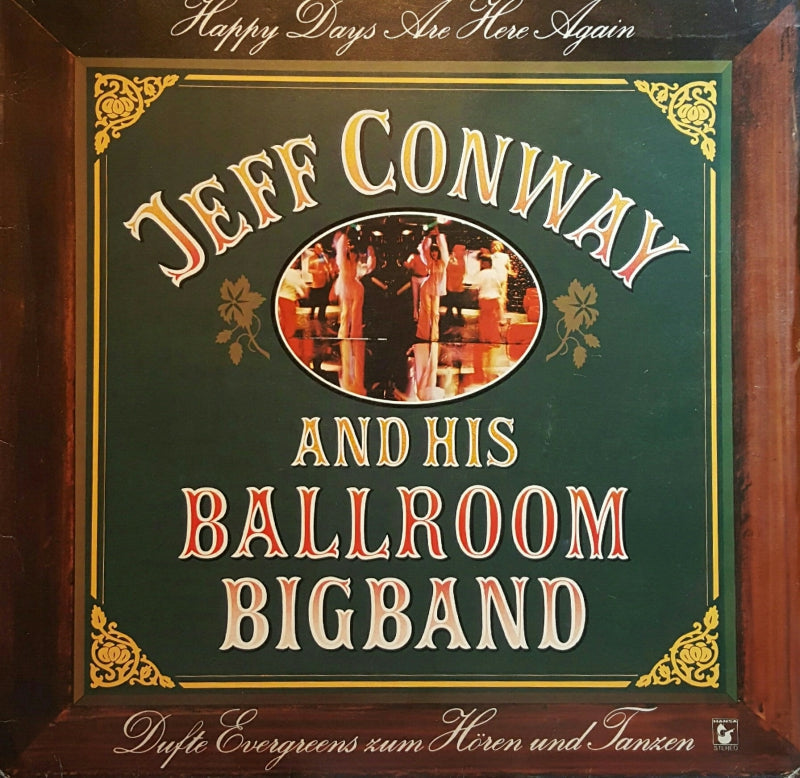 Happy Days Are Here Again
JEFF CONWAY
AND HIS
BALLROOM
BIGBAND
Dufte Evergreens zum Hören und Tanzen
HANSA
STEREO